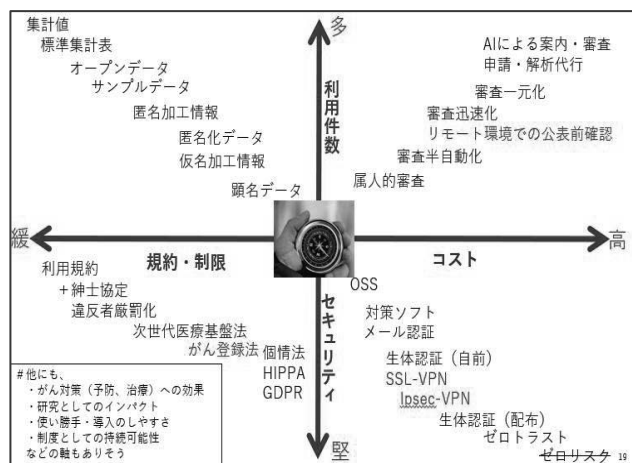 集計値
標準集計表
オープンデータ
サンプルデータ
匿名加工情報
匿名化データ
仮名加工情報
顕名データ
多
利用件数
AIによる案内・審査
申請・解析代行
審査一元化
審査迅速化
リモート環境での公表前確認
審査半自動化
属人的審査
緩
規約・制限
コスト
高
利用規約
+紳士協定
違反者厳罰化
次世代医療基盤法
がん登録法
個情法
HIPPA
GDPR
セキュリティ
堅
OSS
対策ソフト
メール認証
生体認証(自前)
SSL-VPN
Ipsec-VPN
生体認証(配布)
ゼロトラスト
ゼロリスク
19
#他にも、
・がん対策(予防、治療)への効果
・研究としてのインパクト
・使い勝手・導入のしやすさ
・制度としての持続可能性
などの軸もありそう